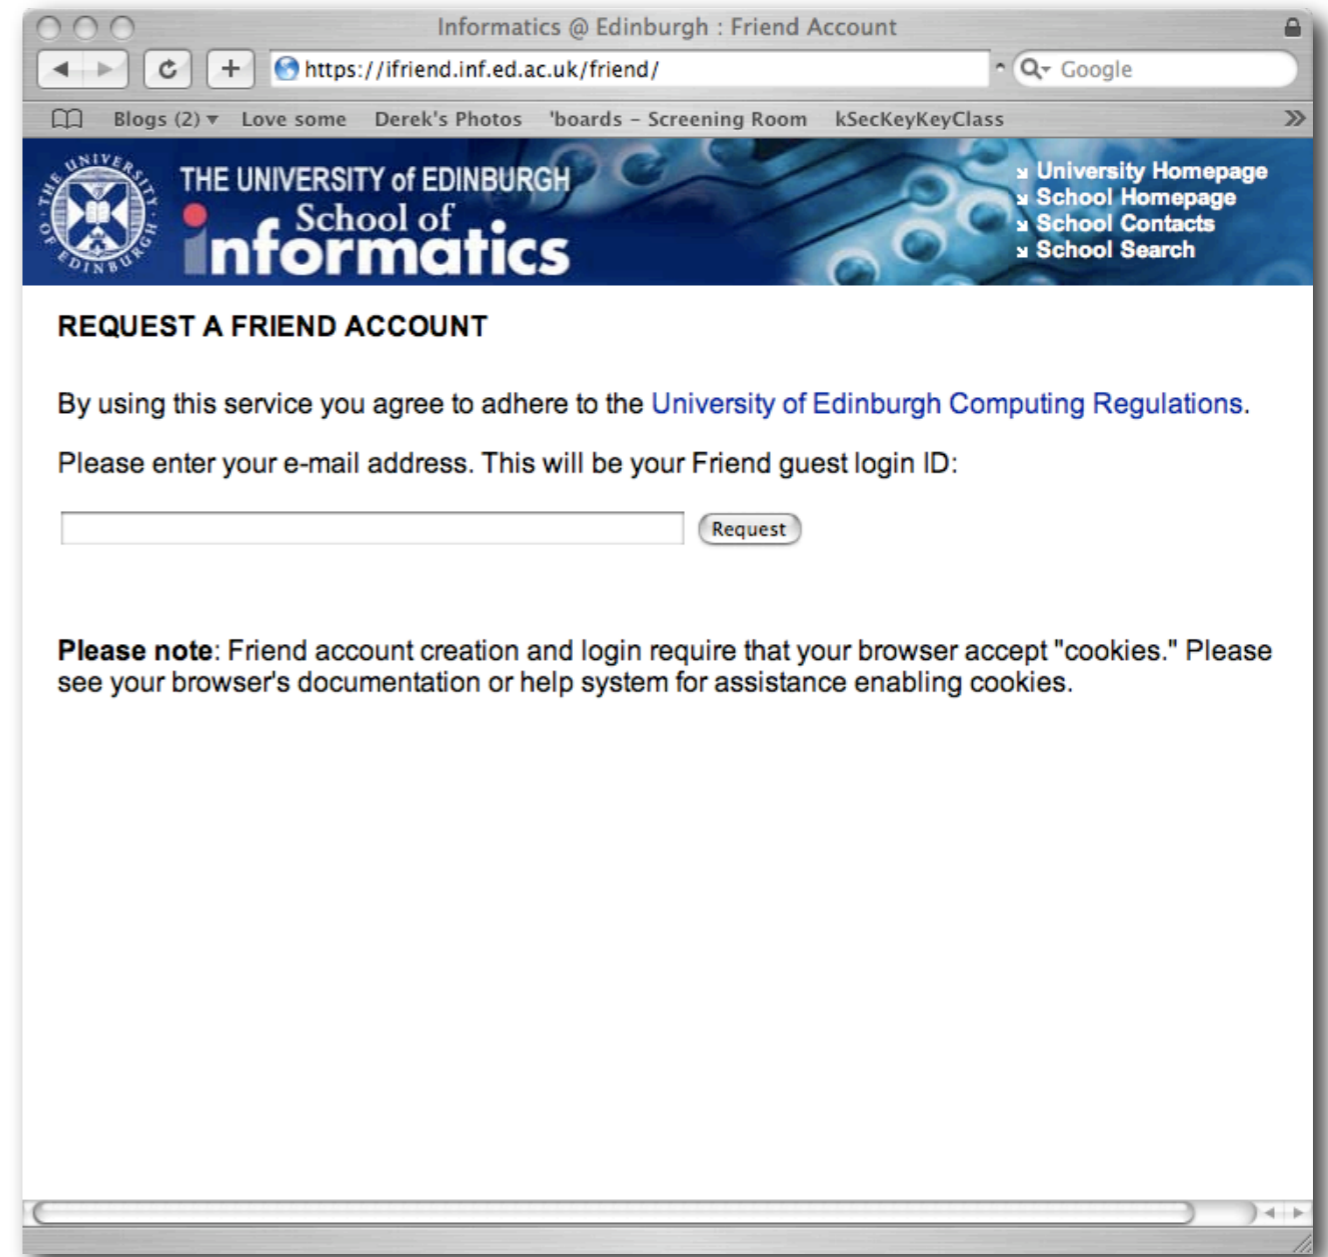 Informatics @ Edinburgh : Friend Account
https://ifriend.inf.ed.ac.uk/friend/
Google
Blogs (2) Love some Derek's Photos 'boards – Screening Room kSecKeyKeyClass
THE UNIVERSITY OF EDINBURGH
THE UNIVERSITY of EDINBURGH
School of
informatics
University Homepage
School Homepage
School Contacts
School Search
REQUEST A FRIEND ACCOUNT
By using this service you agree to adhere to the University of Edinburgh Computing Regulations.
Please enter your e-mail address. This will be your Friend guest login ID:
Request
Please note: Friend account creation and login require that your browser accept "cookies." Please
see your browser's documentation or help system for assistance enabling cookies.